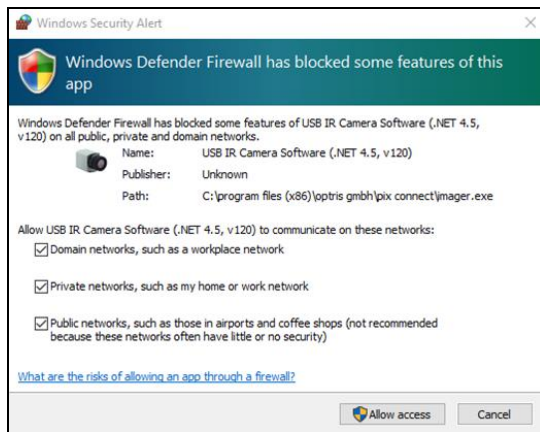 Windows Security Alert
Windows Defender Firewall has blocked some features of this
app
Windows Defender Firewall has blocked some features of USB IR Camera Software (.NET 4.5,
v120) on all public, private and domain networks.
Name: USB IR Camera Software (.NET 4.5, v120)
Publisher: Unknown
Path: C:\program files (x86)\optris gmbh\pix connect\imager.exe
Allow USB IR Camera Software (.NET 4.5, v120) to communicate on these networks:
Domain networks, such as a workplace network
Private networks, such as my home or work network
Public networks, such as those in airports and coffee shops (not recommended
because these networks often have little or no security)
What are the risks of allowing an app through a firewall?
Allow access Cancel